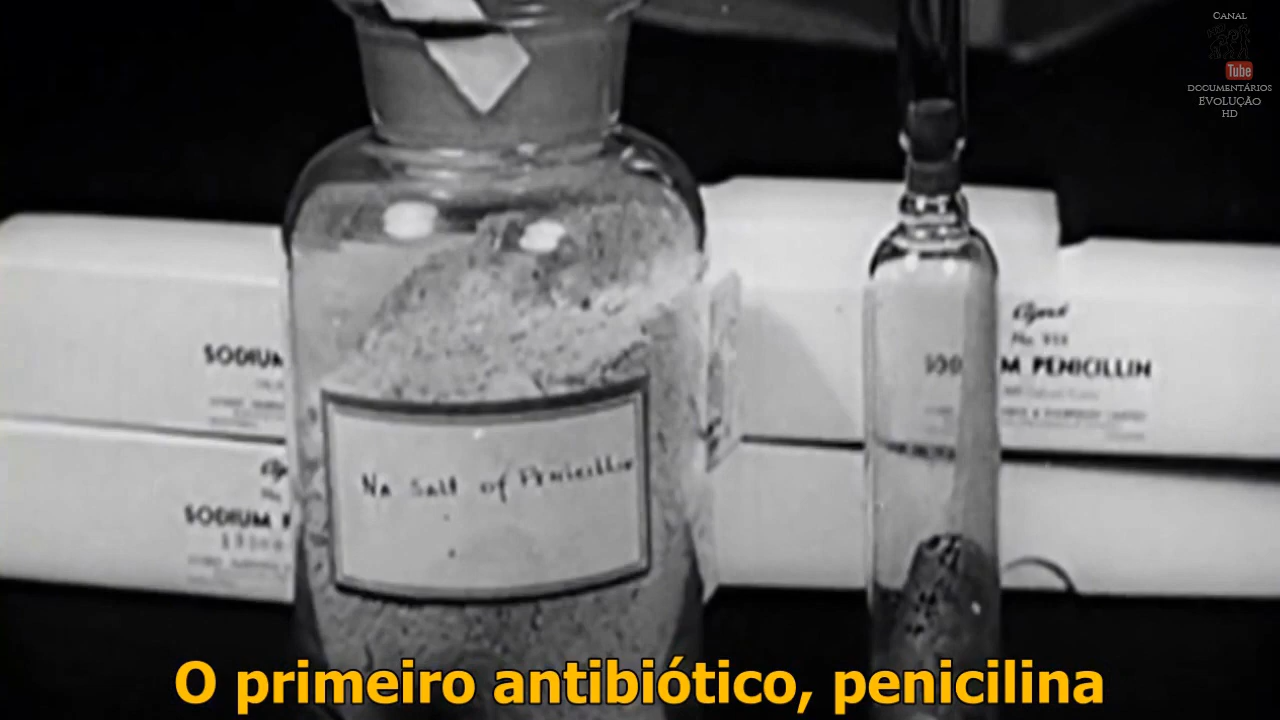 CANAL
Tube
DOCUMENTÁRIOS
EVOLUÇÃO
HD
SODIUM
SODIUM PENICILLIN
SODIUM
Na Salt of Penicillin
O primeiro antibiótico, penicilina